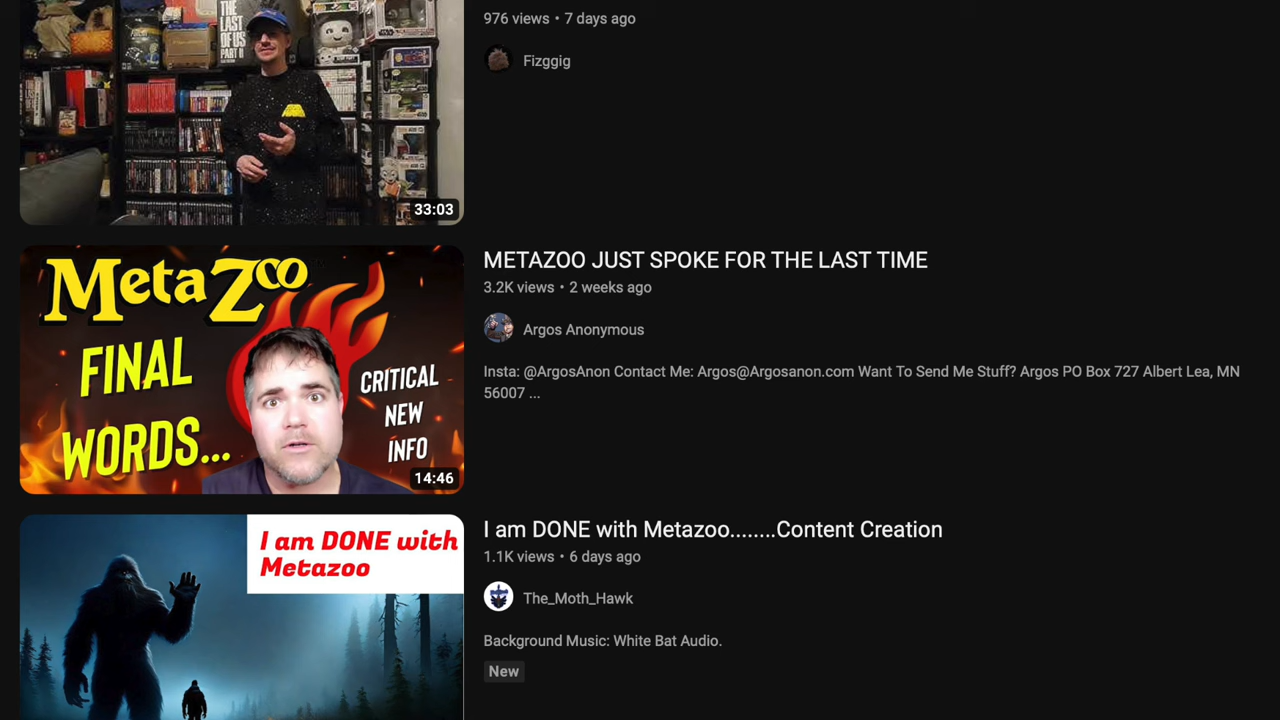 THE
LAST
OF US
PART II
33:03
976 views • 7 days ago
Fizggig
MetaZoo
FINAL
WORDS...
CRITICAL
NEW
INFO
14:46
METAZOO JUST SPOKE FOR THE LAST TIME
3.2K views • 2 weeks ago
Argos Anonymous
Insta: @ArgosAnon Contact Me: Argos@Argosanon.com Want To Send Me Stuff? Argos PO Box 727 Albert Lea, MN
56007 ...
I am DONE with
Metazoo
I am DONE with Metazoo........Content Creation
1.1K views • 6 days ago
The_Moth_Hawk
Background Music: White Bat Audio.
New